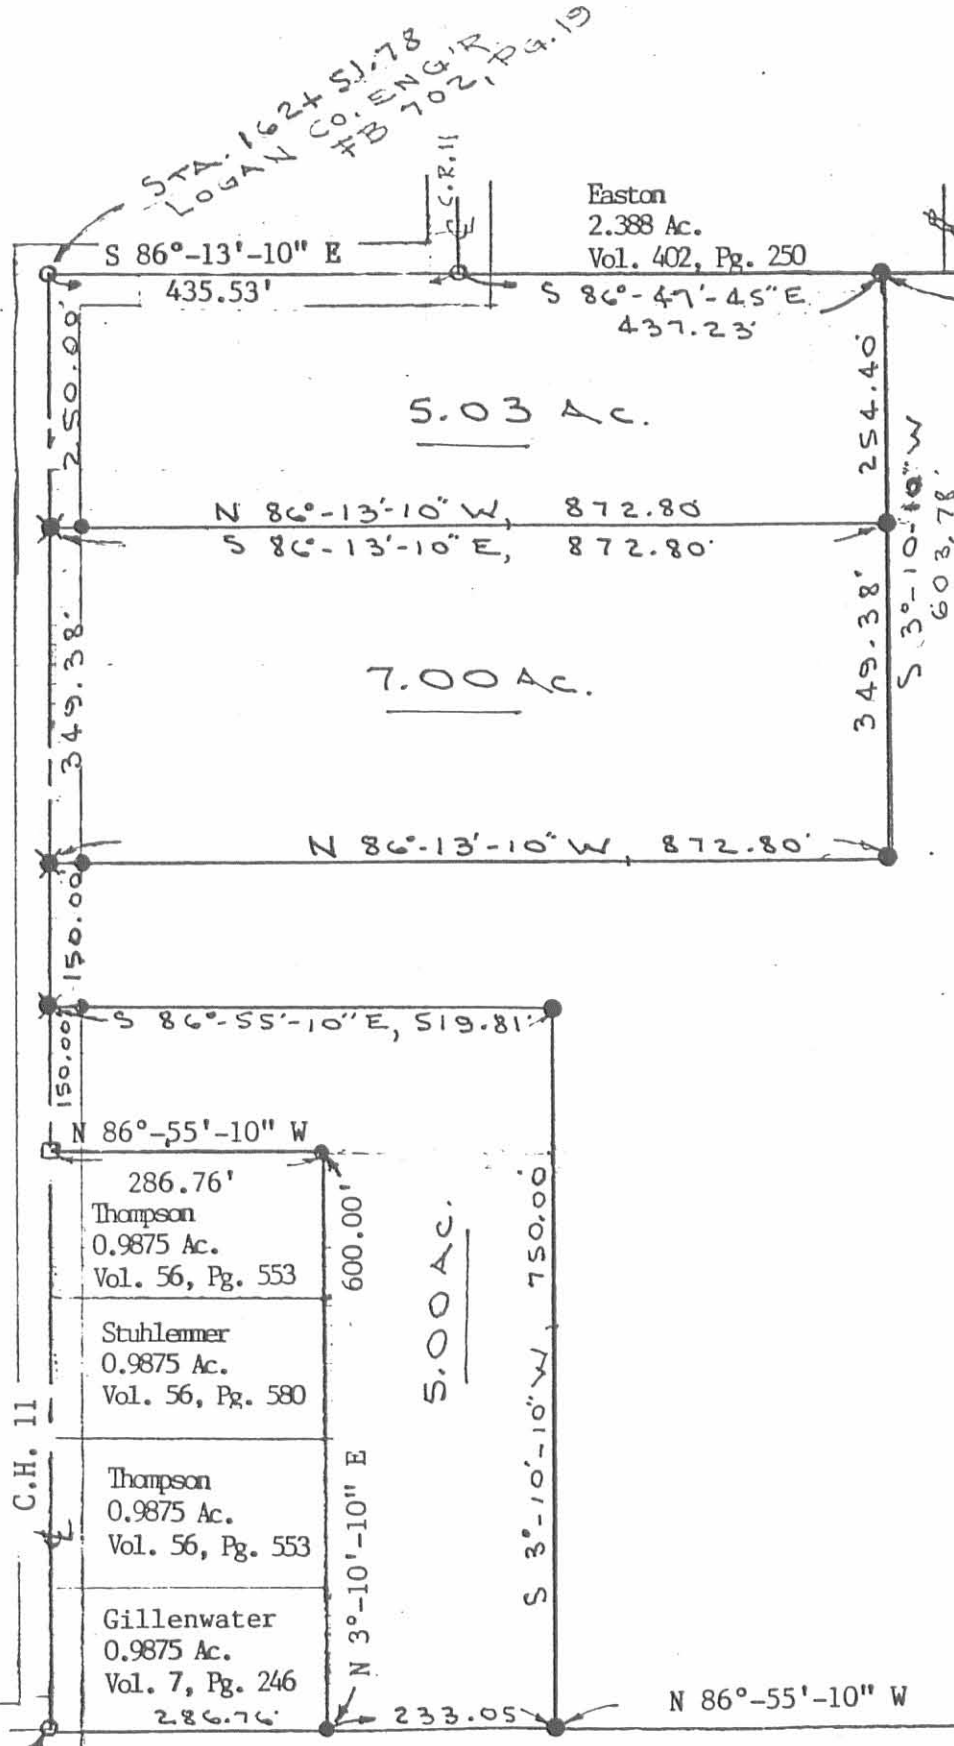 STA. 162+51.78
LOGAN CO. ENG'R
FB 702, PG. 19
C.R. 11
Easton
2.388 Ac.
Vol. 402, Pg. 250
S 86°-13'-10" E
435.53'
S 86°-47'-45" E
437.23'
250.00'
254.40'
5.03 Ac.
S 3°-10'-10" W
603.78'
N 86°-13'-10" W, 872.80'
S 86°-13'-10" E, 872.80'
349.38'
349.38'
7.00 Ac.
N 86°-13'-10" W, 872.80'
150.00'
S 86°-55'-10" E, 519.81'
150.00'
N 86°-55'-10" W
286.76'
Thompson
0.9875 Ac.
Vol. 56, Pg. 553
600.00'
5.00 Ac.
S 3°-10'-10" W, 750.00'
Stuhlemmer
0.9875 Ac.
Vol. 56, Pg. 580
C.H. 11
Thompson
0.9875 Ac.
Vol. 56, Pg. 553
N 3°-10'-10" E
Gillenwater
0.9875 Ac.
Vol. 7, Pg. 246
286.76'
233.05
N 86°-55'-10" W